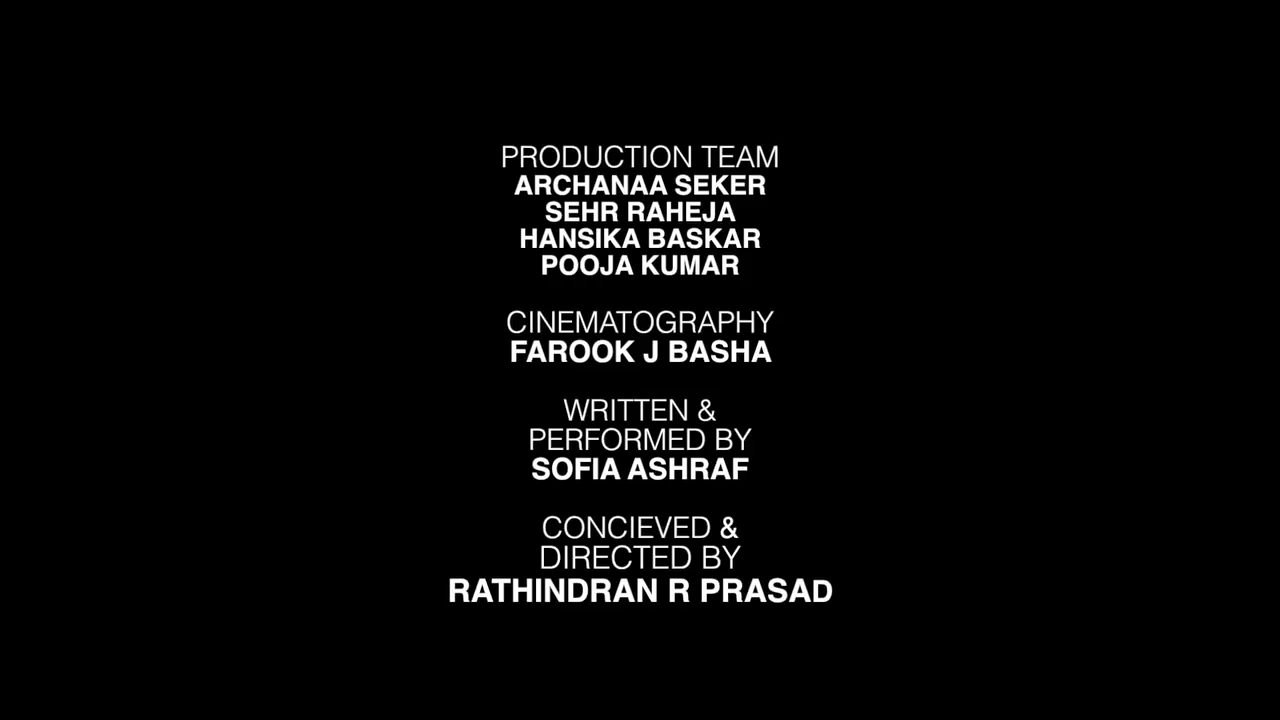 PRODUCTION TEAM
ARCHANAA SEKER
SEHR RAHEJA
HANSIKA BASKAR
POOJA KUMAR
CINEMATOGRAPHY
FAROOK J BASHA
WRITTEN &
PERFORMED BY
SOFIA ASHRAF
CONCIEVED &
DIRECTED BY
RATHINDRAN R PRASAD